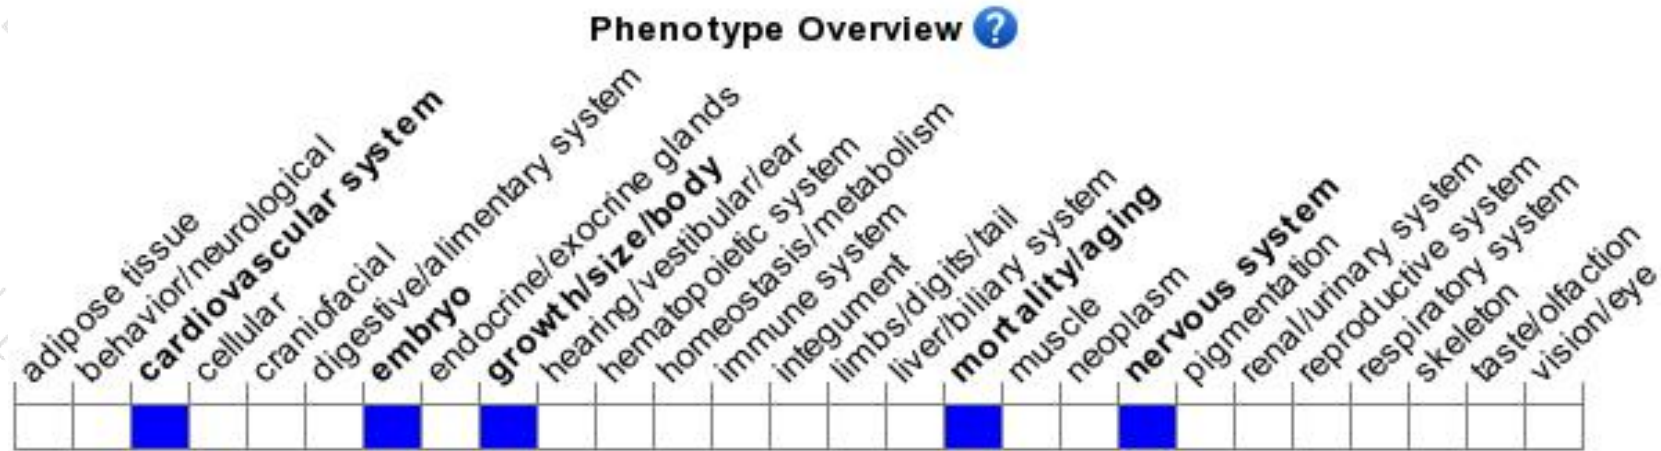 Phenotype Overview ?
adipose tissue
behavior/neurological
cardiovascular system
cellular
craniofacial
digestive/alimentary system
embryo
endocrine/exocrine glands
growth/size/body
hearing/vestibular/ear
hematopoietic system
homeostasis/metabolism
immune system
integument
limbs/digits/tail
liver/biliary system
mortality/aging
muscle
neoplasm
nervous system
pigmentation
renal/urinary system
reproductive system
respiratory system
skeleton
taste/olfaction
vision/eye